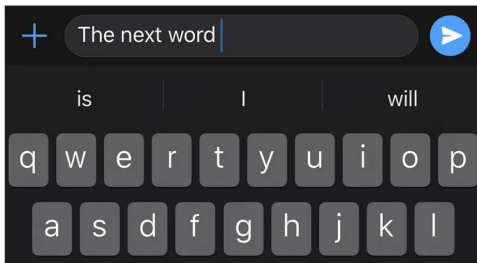 The next word
is I will
q w e r t y u i o p
a s d f g h j k l